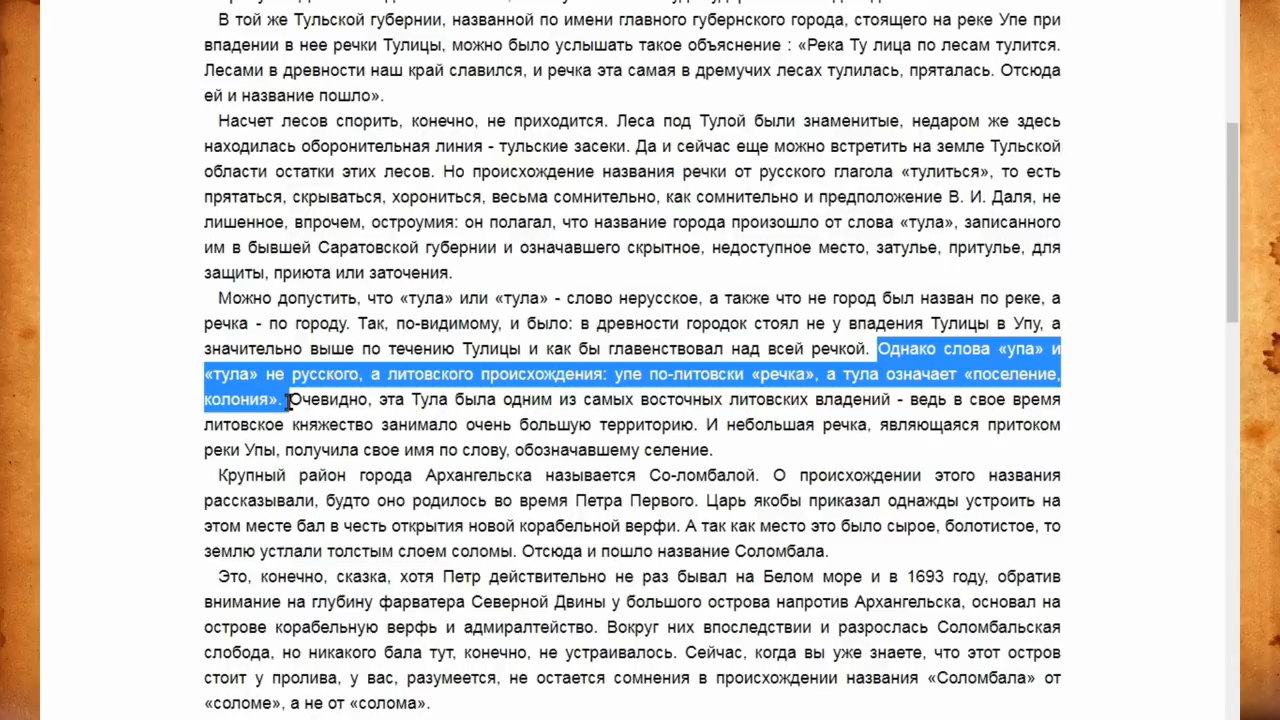 В той же Тульской губернии, названной по имени главного губернского города, стоящего на реке Упе при
впадении в нее речки Тулицы, можно было услышать такое объяснение : «Река Ту лица по лесам тулится.
Лесами в древности наш край славился, и речка эта самая в дремучих лесах тулилась, пряталась. Отсюда
ей и название пошло».
Насчет лесов спорить, конечно, не приходится. Леса под Тулой были знаменитые, недаром же здесь
находилась оборонительная линия - тульские засеки. Да и сейчас еще можно встретить на земле Тульской
области остатки этих лесов. Но происхождение названия речки от русского глагола «тулиться», то есть
прятаться, скрываться, хорониться, весьма сомнительно, как сомнительно и предположение В. И. Даля, не
лишенное, впрочем, остроумия: он полагал, что название города произошло от слова «тула», записанного
им в бывшей Саратовской губернии и означавшего скрытное, недоступное место, затулье, притулье, для
защиты, приюта или заточения.
Можно допустить, что «тула» или «тула» - слово нерусское, а также что не город был назван по реке, а
речка - по городу. Так, по-видимому, и было: в древности городок стоял не у впадения Тулицы в Упу, а
значительно выше по течению Тулицы и как бы главенствовал над всей речкой. Однако слова «упа» и
«тула» не русского, а литовского происхождения: упе по-литовски «речка», а тула означает «поселение,
колония». Очевидно, эта Тула была одним из самых восточных литовских владений - ведь в свое время
литовское княжество занимало очень большую территорию. И небольшая речка, являющаяся притоком
реки Упы, получила свое имя по слову, обозначавшему селение.
Крупный район города Архангельска называется Со-ломбалой. О происхождении этого названия
рассказывали, будто оно родилось во время Петра Первого. Царь якобы приказал однажды устроить на
этом месте бал в честь открытия новой корабельной верфи. А так как место это было сырое, болотистое, то
землю устлали толстым слоем соломы. Отсюда и пошло название Соломбала.
Это, конечно, сказка, хотя Петр действительно не раз бывал на Белом море и в 1693 году, обратив
внимание на глубину фарватера Северной Двины у большого острова напротив Архангельска, основал на
острове корабельную верфь и адмиралтейство. Вокруг них впоследствии и разрослась Соломбальская
слобода, но никакого бала тут, конечно, не устраивалось. Сейчас, когда вы уже знаете, что этот остров
стоит у пролива, у вас, разумеется, не остается сомнения в происхождении названия «Соломбала» от
«соломе», а не от «солома».